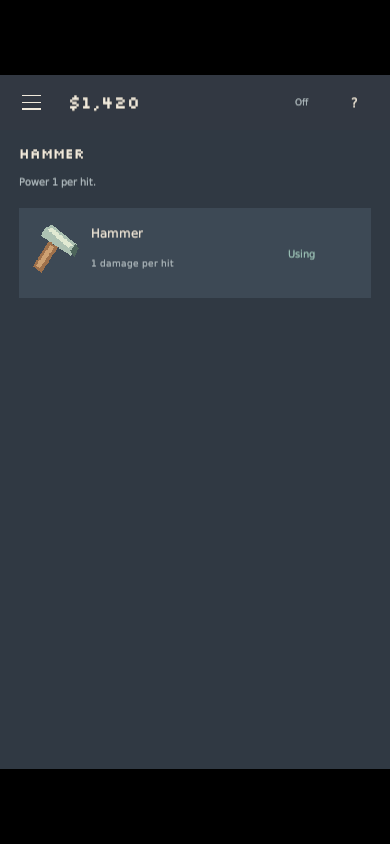 $1,420
Off
?
HAMMER
Power 1 per hit.
Hammer
1 damage per hit
Using